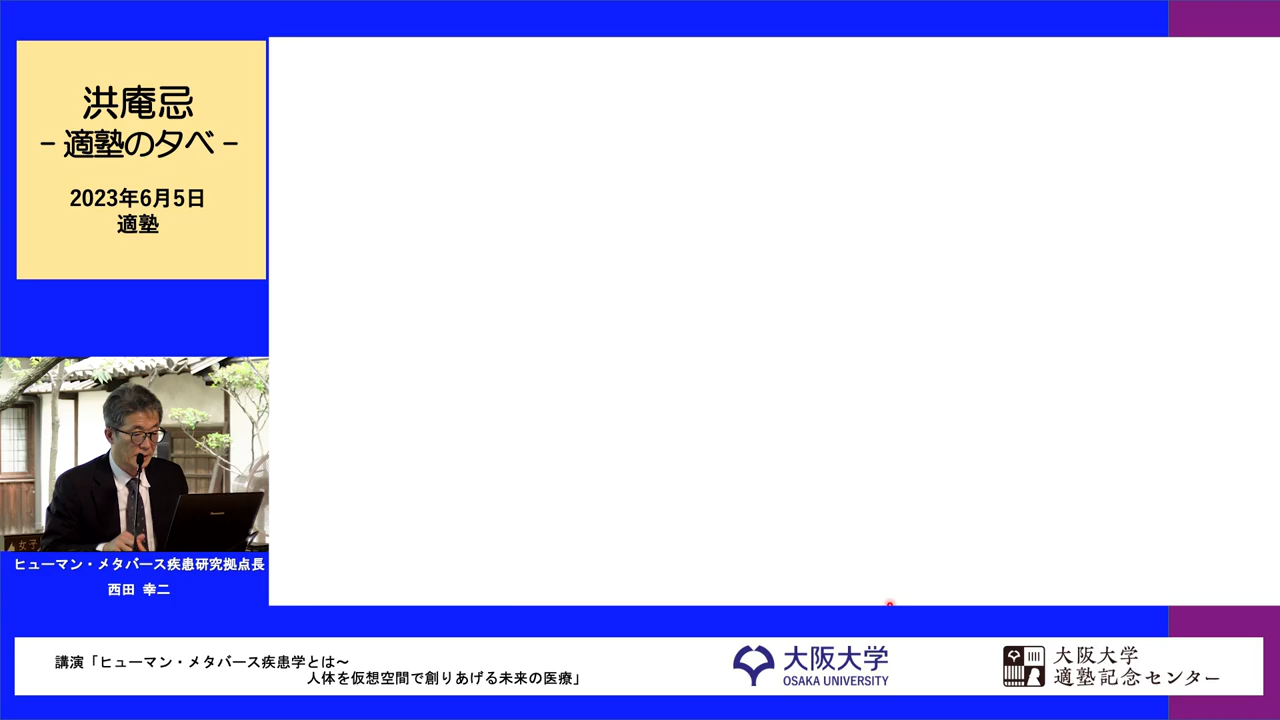 洪庵忌
- 適塾の夕べ -
2023年6月5日
適塾
女子
ヒューマン・メタバース疾患研究拠点長
西田 幸二
講演「ヒューマン・メタバース疾患学とは～
人体を仮想空間で創りあげる未来の医療」
大阪大学
OSAKA UNIVERSITY
大阪大学
適塾記念センター